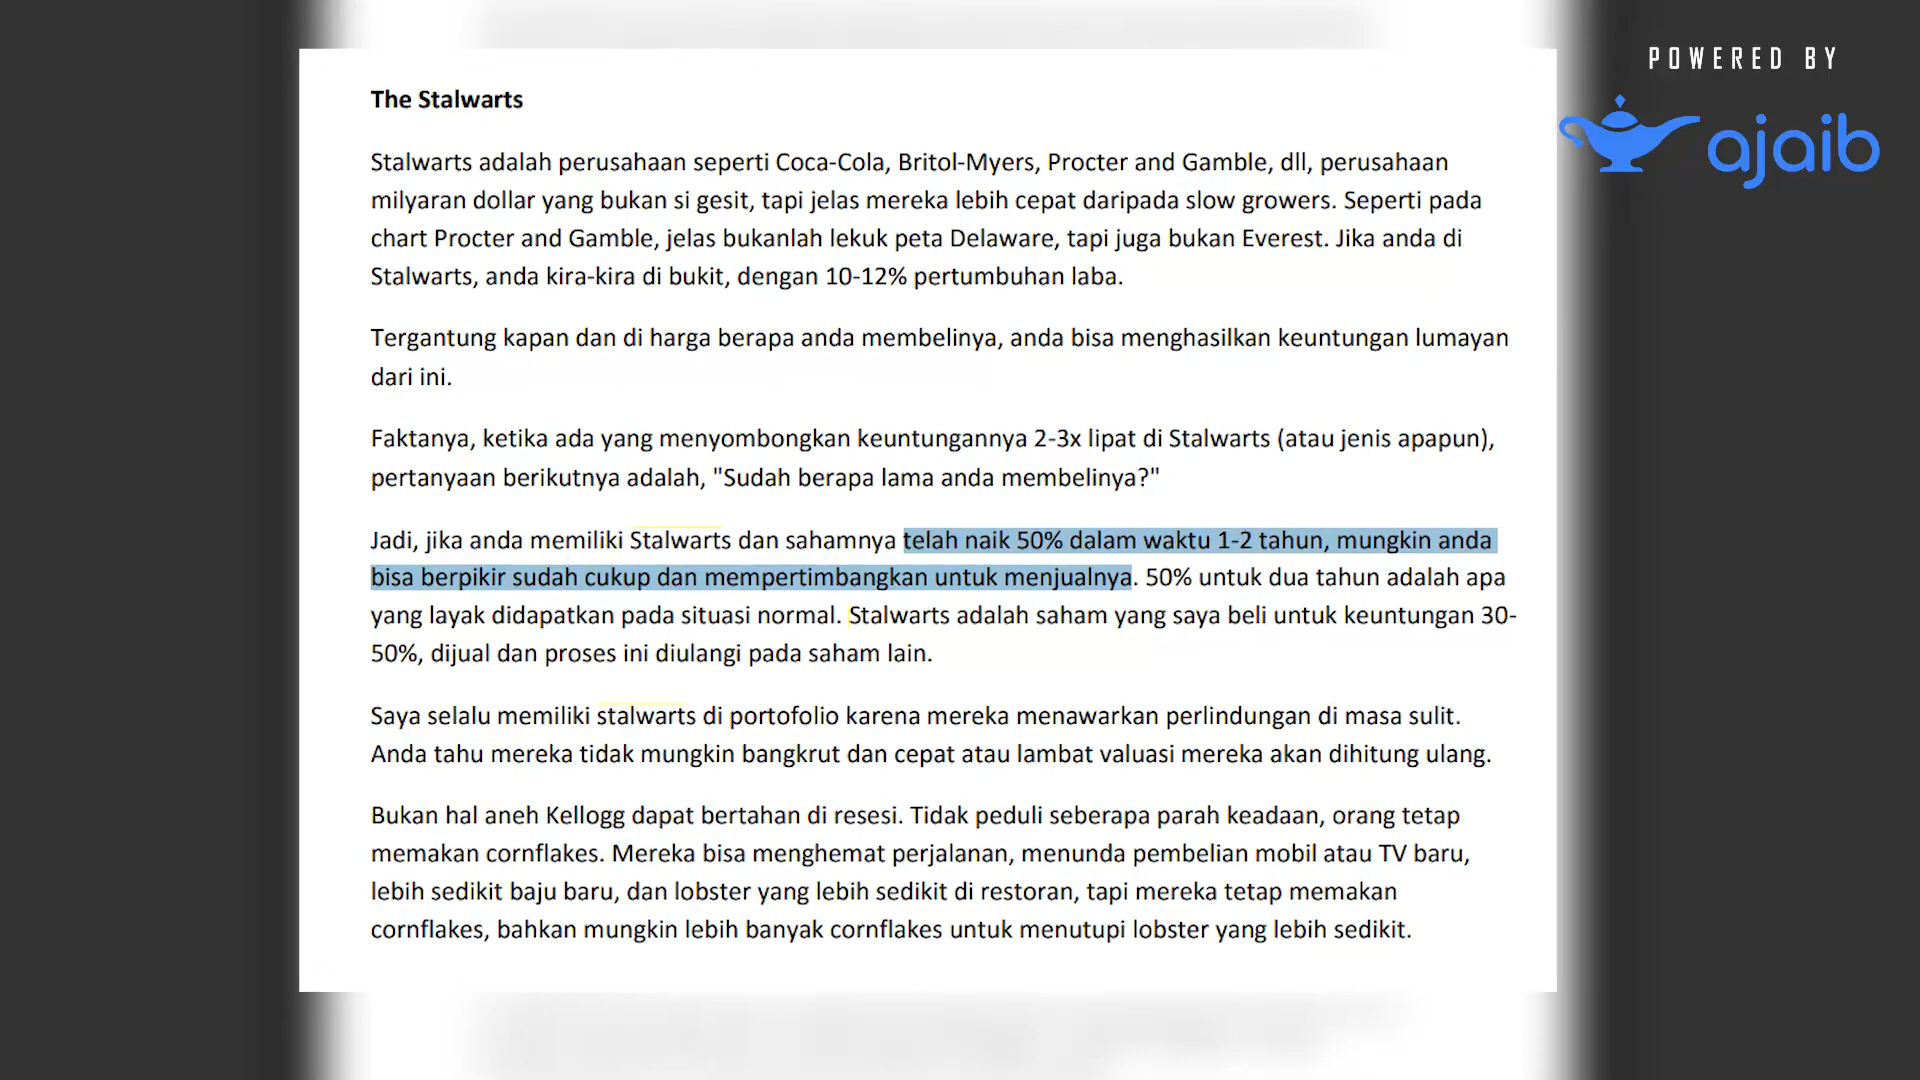 POWERED BY
ajaib
The Stalwarts
Stalwarts adalah perusahaan seperti Coca-Cola, Britol-Myers, Procter and Gamble, dll, perusahaan
milyaran dollar yang bukan si gesit, tapi jelas mereka lebih cepat daripada slow growers. Seperti pada
chart Procter and Gamble, jelas bukanlah lekuk peta Delaware, tapi juga bukan Everest. Jika anda di
Stalwarts, anda kira-kira di bukit, dengan 10-12% pertumbuhan laba.
Tergantung kapan dan di harga berapa anda membelinya, anda bisa menghasilkan keuntungan lumayan
dari ini.
Faktanya, ketika ada yang menyombongkan keuntungannya 2-3x lipat di Stalwarts (atau jenis apapun),
pertanyaan berikutnya adalah, "Sudah berapa lama anda membelinya?"
Jadi, jika anda memiliki Stalwarts dan sahamnya telah naik 50% dalam waktu 1-2 tahun, mungkin anda
bisa berpikir sudah cukup dan mempertimbangkan untuk menjualnya. 50% untuk dua tahun adalah apa
yang layak didapatkan pada situasi normal. Stalwarts adalah saham yang saya beli untuk keuntungan 30-
50%, dijual dan proses ini diulangi pada saham lain.
Saya selalu memiliki stalwarts di portofolio karena mereka menawarkan perlindungan di masa sulit.
Anda tahu mereka tidak mungkin bangkrut dan cepat atau lambat valuasi mereka akan dihitung ulang.
Bukan hal aneh Kellogg dapat bertahan di resesi. Tidak peduli seberapa parah keadaan, orang tetap
memakan cornflakes. Mereka bisa menghemat perjalanan, menunda pembelian mobil atau TV baru,
lebih sedikit baju baru, dan lobster yang lebih sedikit di restoran, tapi mereka tetap memakan
cornflakes, bahkan mungkin lebih banyak cornflakes untuk menutupi lobster yang lebih sedikit.